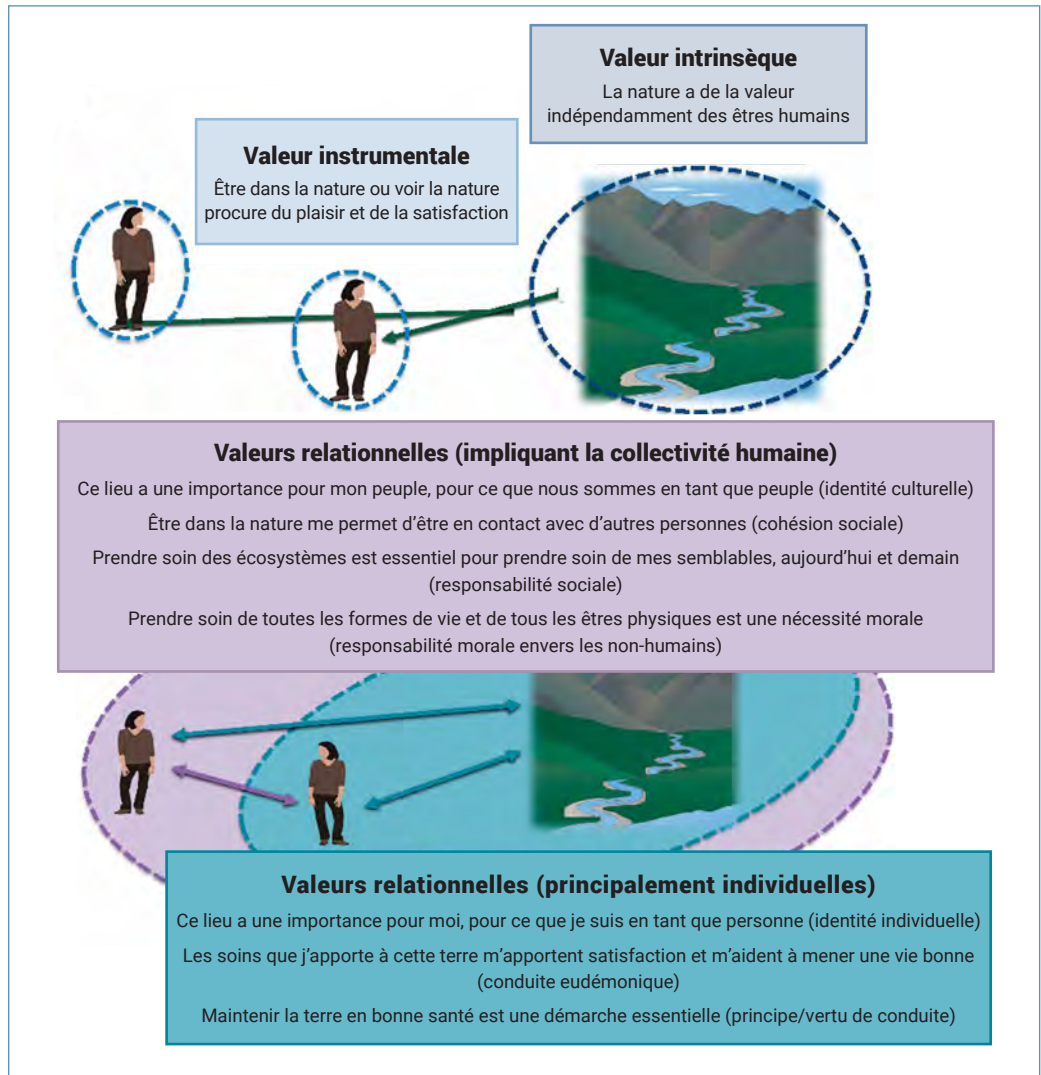 Valeur intrinsèque
La nature a de la valeur
indépendamment des êtres humains
Valeur instrumentale
Être dans la nature ou voir la nature
procure du plaisir et de la satisfaction
Valeurs relationnelles (impliquant la collectivité humaine)
Ce lieu a une importance pour mon peuple, pour ce que nous sommes en tant que peuple (identité culturelle)
Être dans la nature me permet d’être en contact avec d’autres personnes (cohésion sociale)
Prendre soin des écosystèmes est essentiel pour prendre soin de mes semblables, aujourd’hui et demain
(responsabilité sociale)
Prendre soin de toutes les formes de vie et de tous les êtres physiques est une nécessité morale
(responsabilité morale envers les non-humains)
Valeurs relationnelles (principalement individuelles)
Ce lieu a une importance pour moi, pour ce que je suis en tant que personne (identité individuelle)
Les soins que j’apporte à cette terre m’apportent satisfaction et m’aident à mener une vie bonne
(conduite eudémonique)
Maintenir la terre en bonne santé est une démarche essentielle (principe/vertu de conduite)